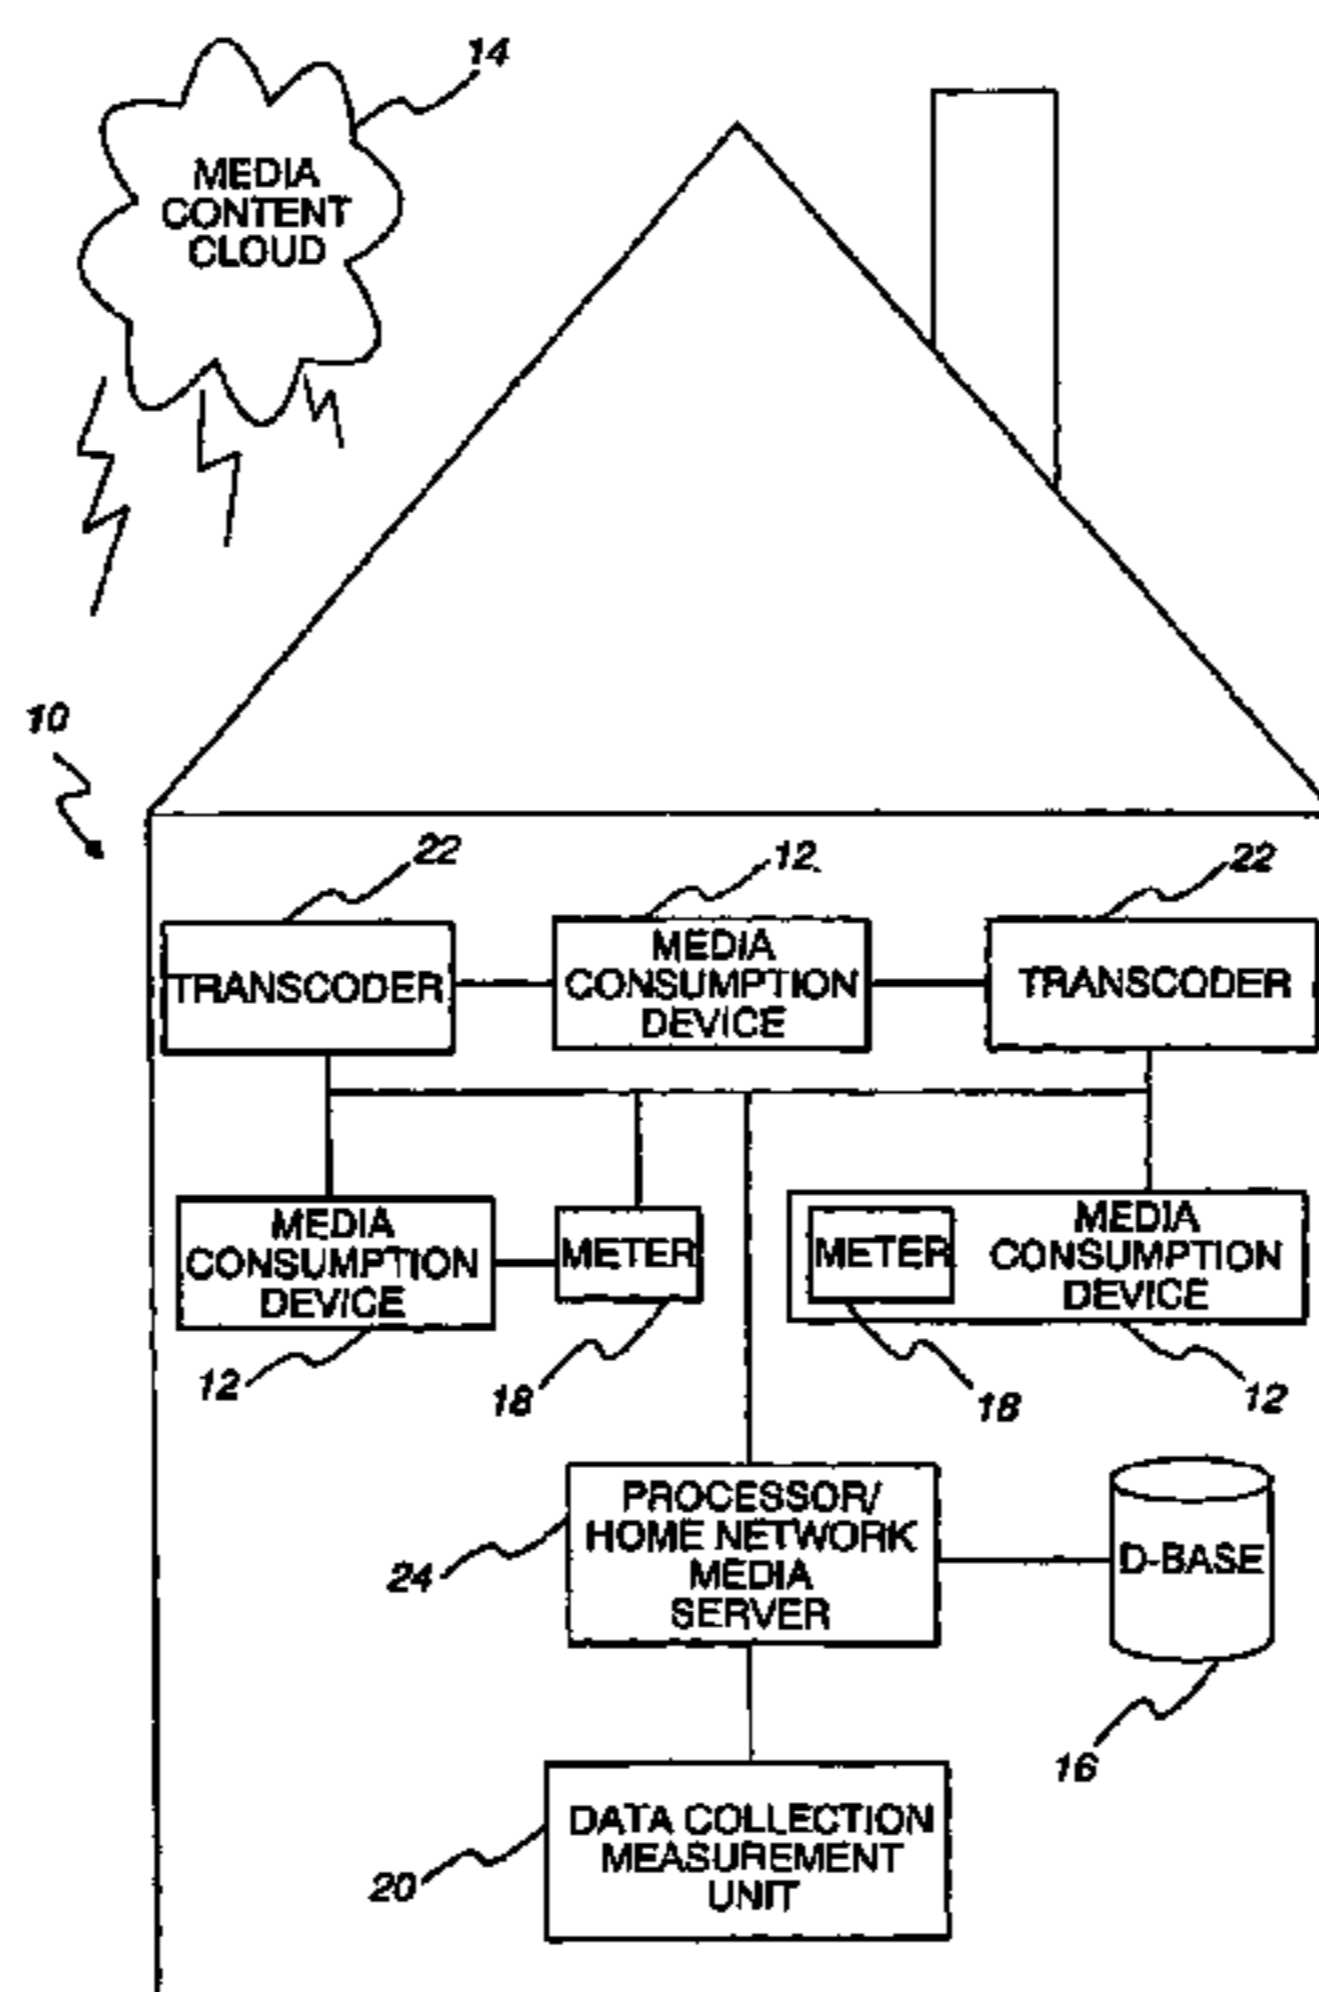 14
MEDIA
CONTENT
CLOUD
10
22
12
22
TRANSCODER
MEDIA
CONSUMPTION
DEVICE
TRANSCODER
MEDIA
CONSUMPTION
DEVICE
METER
METER
MEDIA
CONSUMPTION
DEVICE
12
18
18
12
PROCESSOR/
HOME NETWORK
MEDIA
SERVER
24
D-BASE
16
DATA COLLECTION
MEASUREMENT
UNIT
20